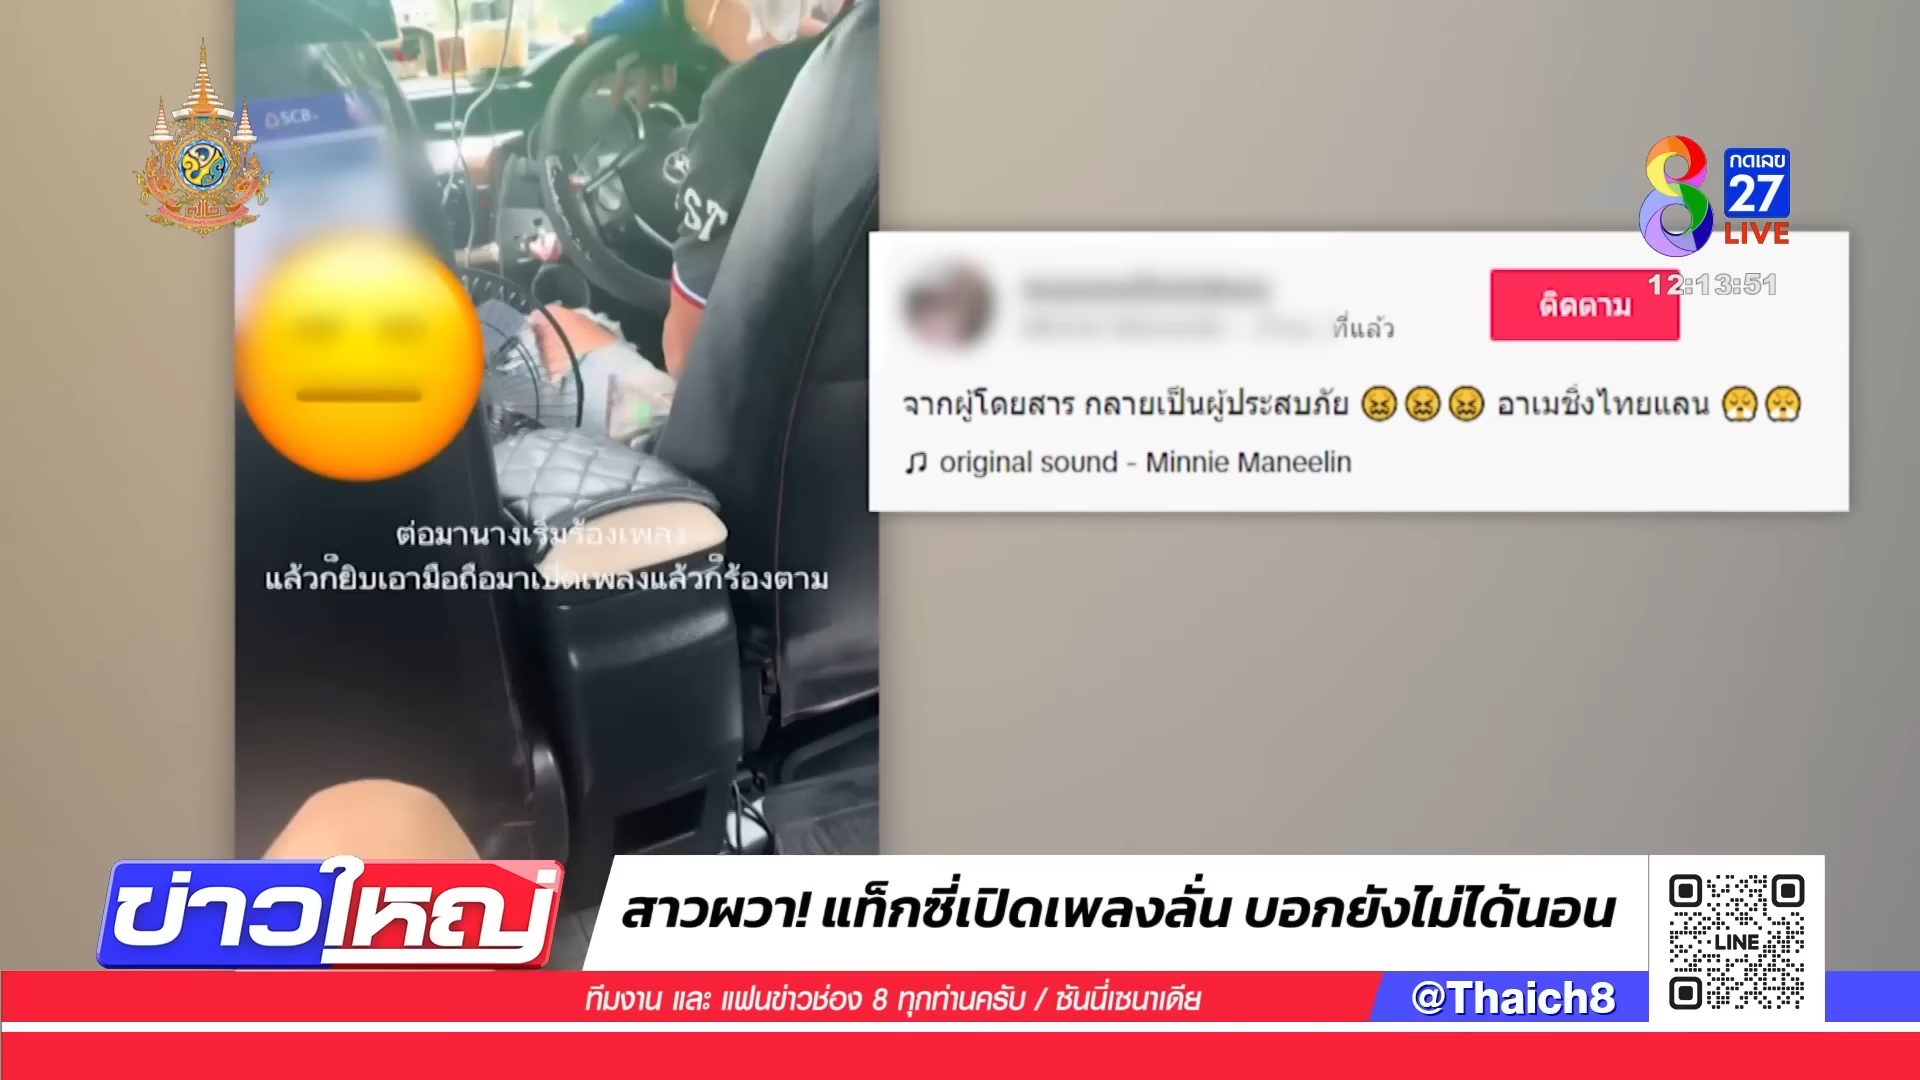 SCB
กดเลข
27
LIVE
12:13:51
ST
ที่แล้ว
ติดตาม
จากผู้โดยสาร กลายเป็นผู้ประสบภัย 😖😖😖 อาเมชิ่งไทยแลน 😤😤
♫ original sound - Minnie Maneelin
ต่อมานางเริ่มร้องเพลง
แล้วก็ยิบเอามือถือมาเปิดเพลงแล้วก็ร้องตาม
ข่าวใหญ่
สาวผวา! แท็กซี่เปิดเพลงลั่น บอกยังไม่ได้นอน
LINE
ทีมงาน และ แฟนข่าวช่อง 8 ทุกท่านครับ / ซันนี่เซนาเดีย
@Thaich8